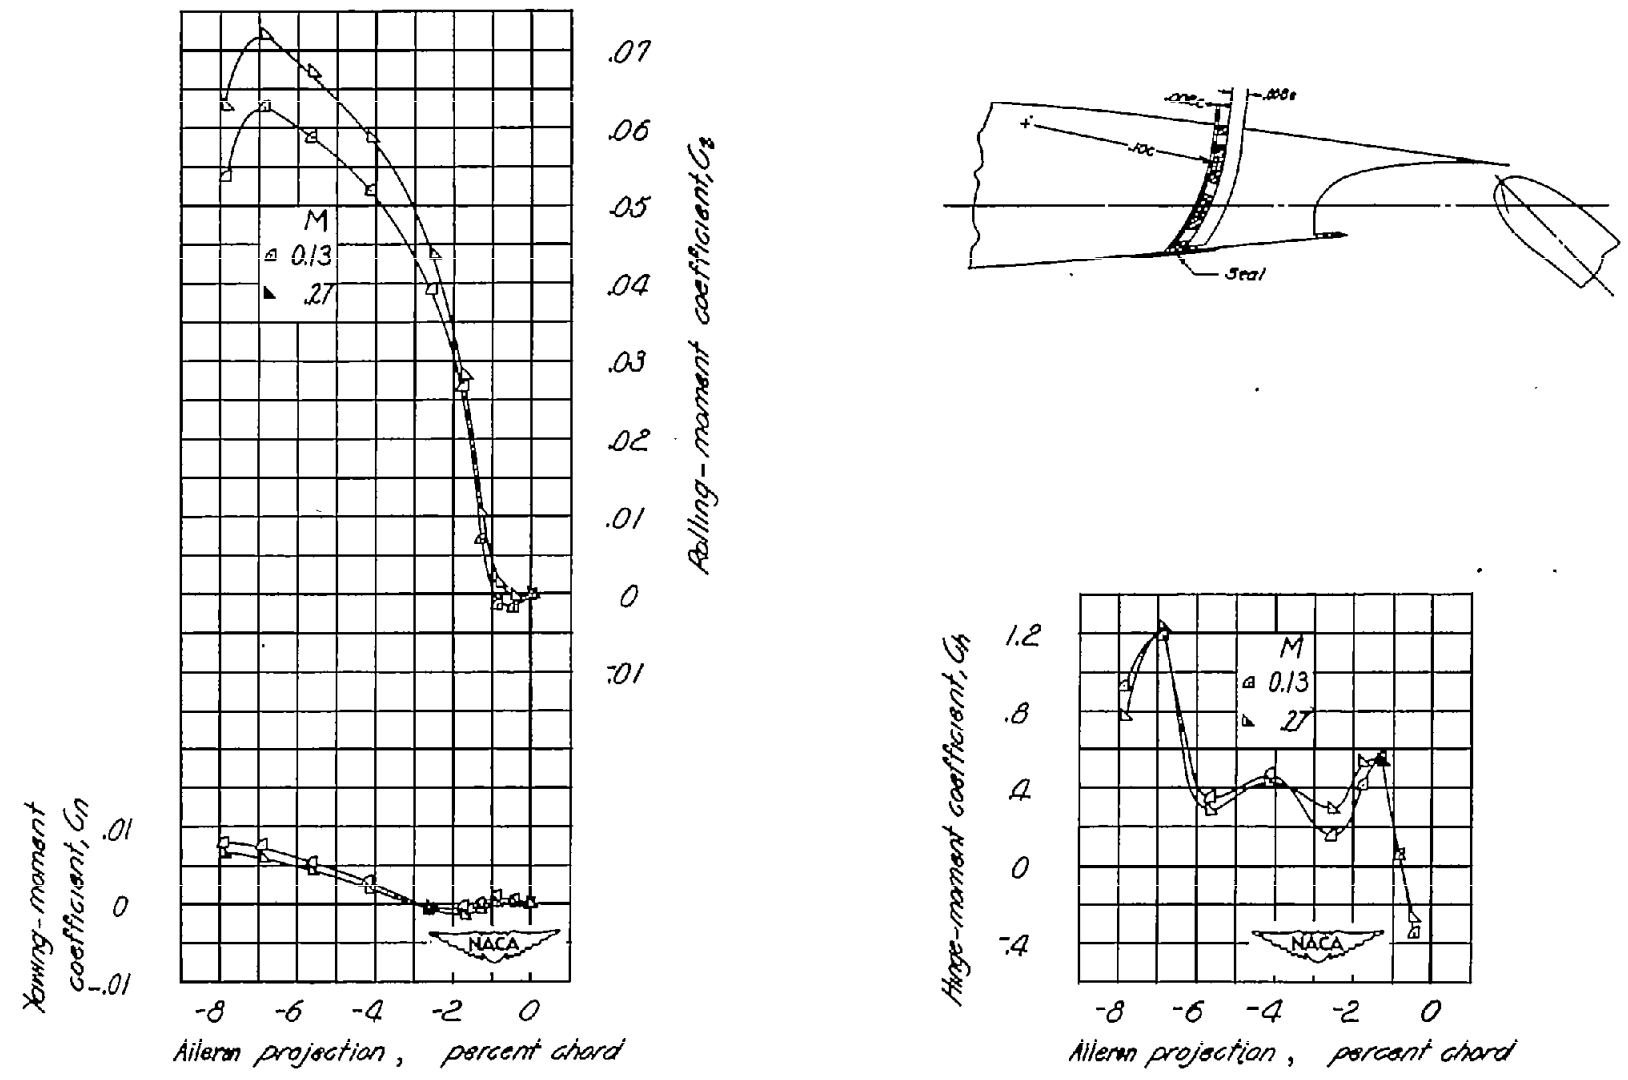 .07
.06
.05
.04
.03
.02
.01
0
-.01
Rolling-moment coefficient, Cl
M
0.13
.27
.01
0
-.01
Yawing-moment
coefficient, Cn
NACA
-8 -6 -4 -2 0
Aileron projection, percent chord
.10c
Seal
1.2
.8
.4
0
-.4
Hinge-moment coefficient, Ch
M
0.13
.27
NACA
-8 -6 -4 -2 0
Aileron projection, percent chord